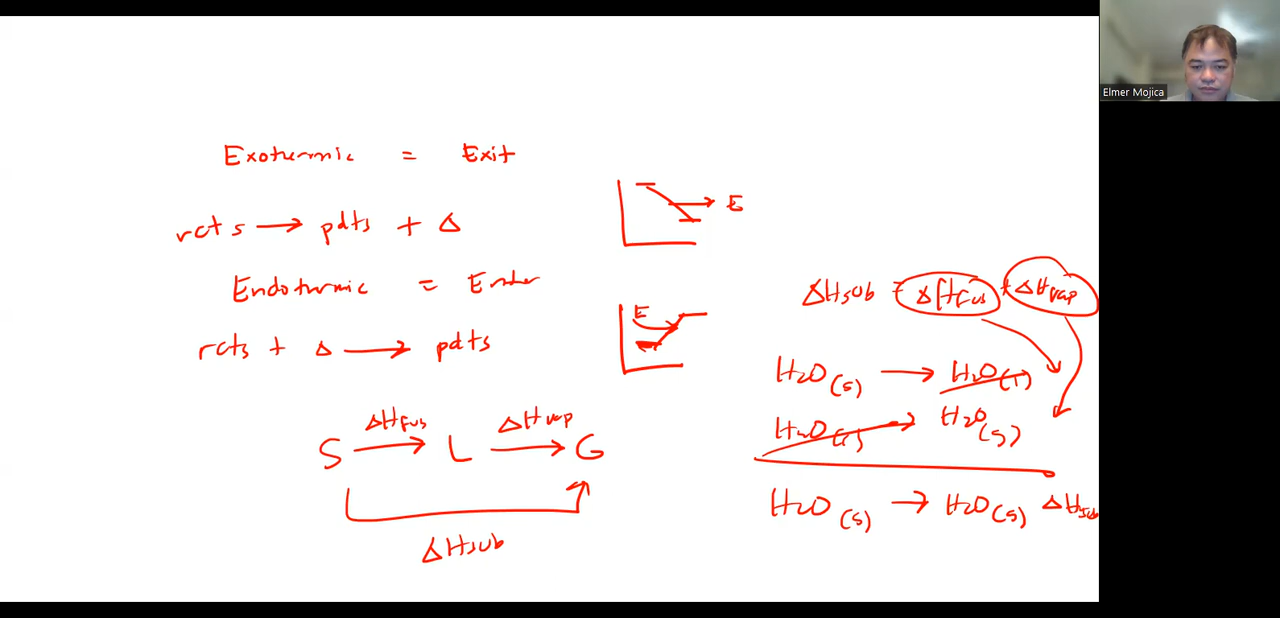 Elmer Mojica
Exothermic = Exit
rcts → pdts + Δ
E
Endothermic = Enter
rcts + Δ → pdts
E
S → L → G
ΔHfus ΔHvap
ΔHsub
ΔHsub = ΔHfus + ΔHvap
H2O(s) → H2O(l)
H2O(l) → H2O(g)
H2O(s) → H2O(g) ΔHsub